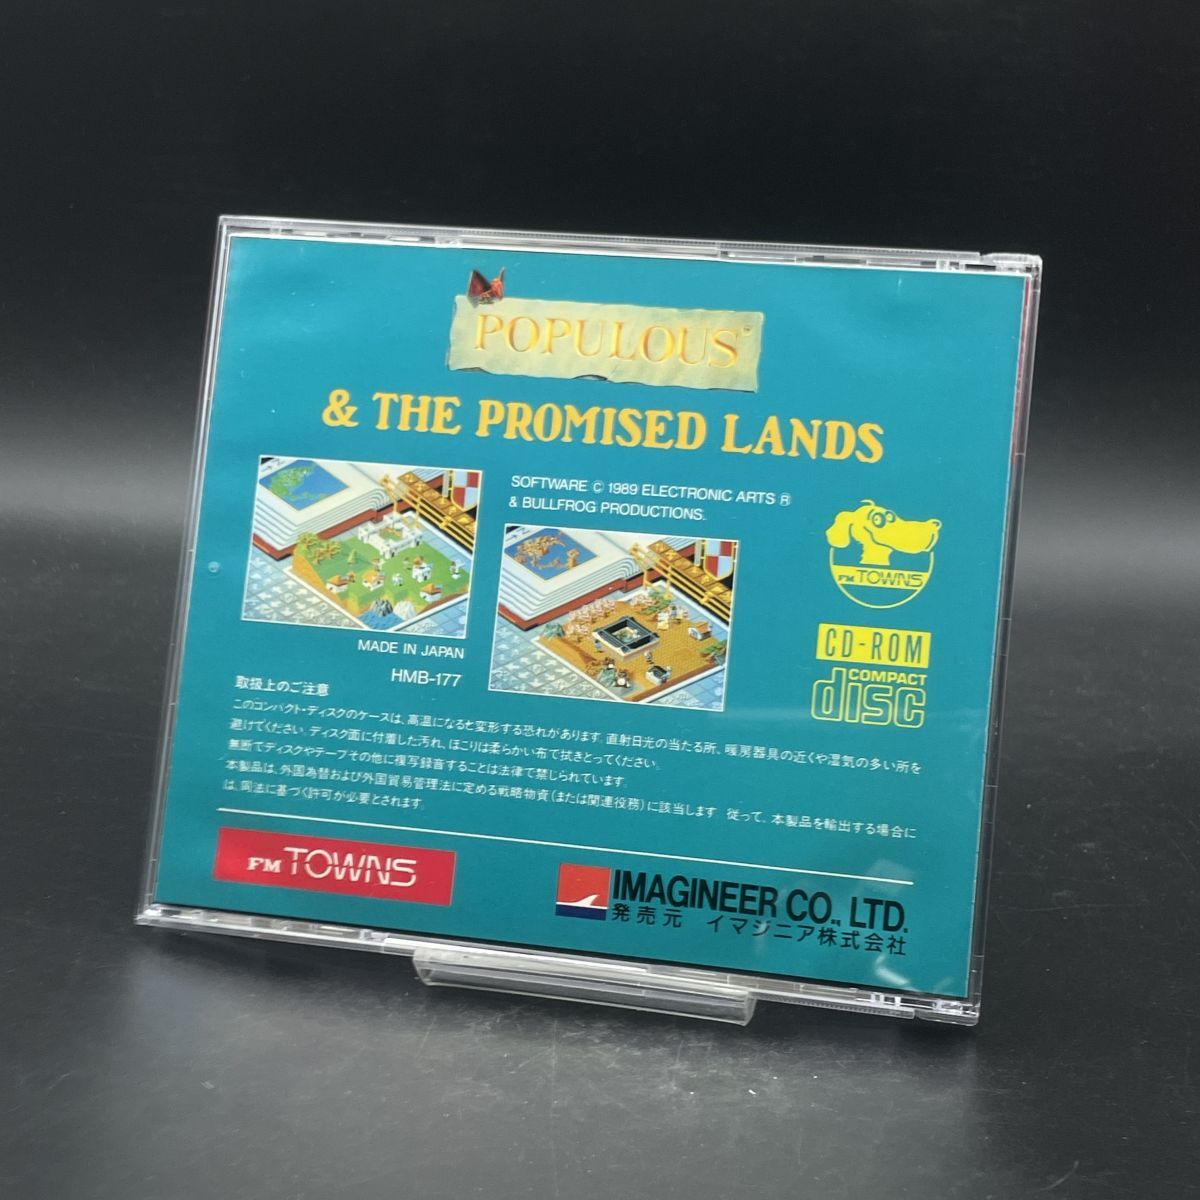 POPULOUS
& THE PROMISED LANDS
SOFTWARE © 1989 ELECTRONIC ARTS ®
& BULLFROG PRODUCTIONS.
FM TOWNS
CD-ROM
COMPACT
disc
MADE IN JAPAN
HMB-177
取扱上のご注意
このコンパクト・ディスクのケースは、高温になると変形する恐れがあります。直射日光の当たる所、暖房器具の近くや湿気の多い所を
避けてください。ディスク面に付着した汚れ、ほこりは柔らかい布で拭きとってください。
無断でディスクやテープその他に複写録音することは法律で禁じられています。
本製品は、外国為替および外国貿易管理法に定める戦略物資(または関連役務)に該当します 従って、本製品を輸出する場合に
は、同法に基づく許可が必要とされます。
FM TOWNS
IMAGINEER CO., LTD.
発売元 イマジニア株式会社